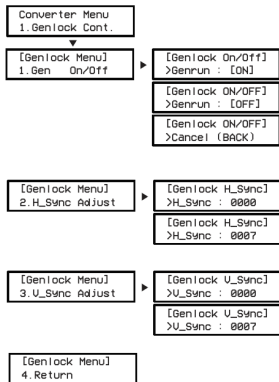 Converter Menu
1.Genlock Cont.
[Genlock Menu]
1.Gen On/Off
[Genlock On/Off]
>Genrun : [ON]
[Genlock ON/OFF]
>Genrun : [OFF]
[Genlock ON/OFF]
>Cancel (BACK)
[Genlock Menu]
2.H_Sync Adjust
[Genlock H_Sync]
>H_Sync : 0000
[Genlock H_Sync]
>H_Sync : 0007
[Genlock Menu]
3.V_Sync Adjust
[Genlock V_Sync]
>V_Sync : 0000
[Genlock V_Sync]
>V_Sync : 0007
[Genlock Menu]
4.Return